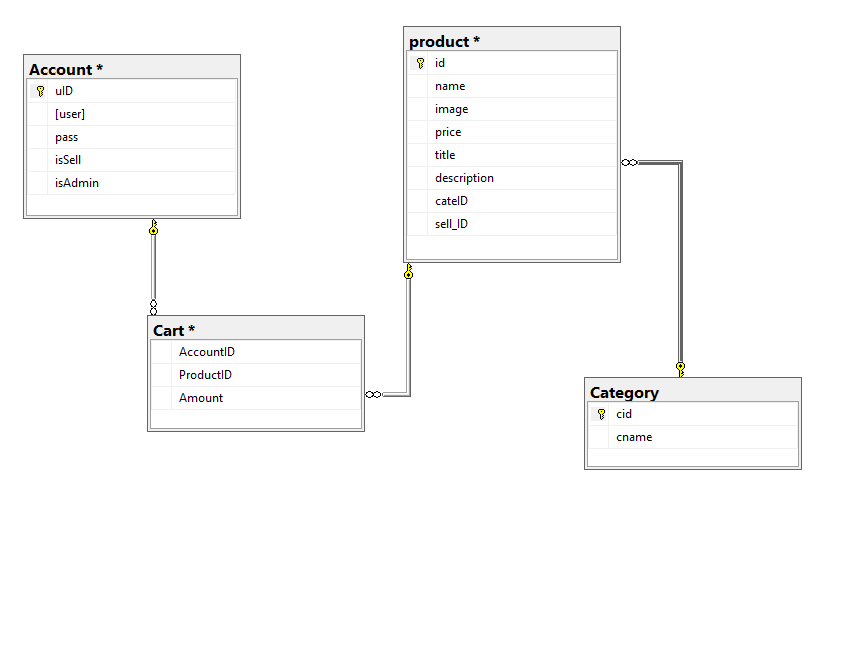 Account *
uID
[user]
pass
isSell
isAdmin
product *
id
name
image
price
title
description
cateID
sell_ID
Cart *
AccountID
ProductID
Amount
Category
cid
cname